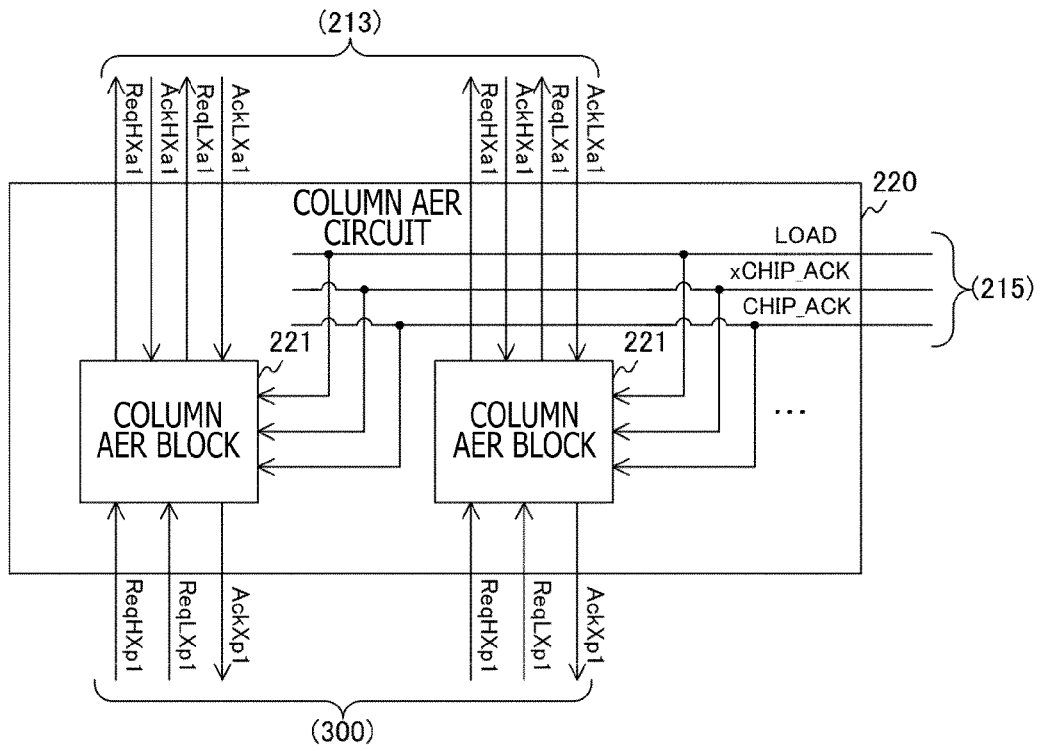 (213)
ReqHXa1
AckHXa1
ReqLXa1
AckLXa1
ReqHXa1
AckHXa1
ReqLXa1
AckLXa1
220
COLUMN AER
CIRCUIT
LOAD
xCHIP_ACK
CHIP_ACK
(215)
221
221
COLUMN
AER BLOCK
COLUMN
AER BLOCK
...
ReqHXp1
ReqLXp1
AckXp1
ReqHXp1
ReqLXp1
AckXp1
(300)